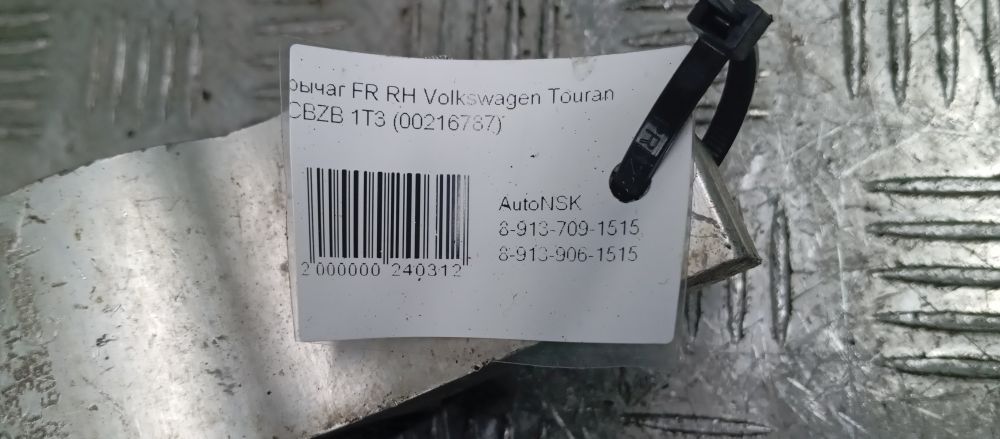 рычаг FR RH Volkswagen Touran
CBZB 1T3 (00216787)
AutoNSK
8-913-709-1515
8-913-906-1515
2 000000 240312
R